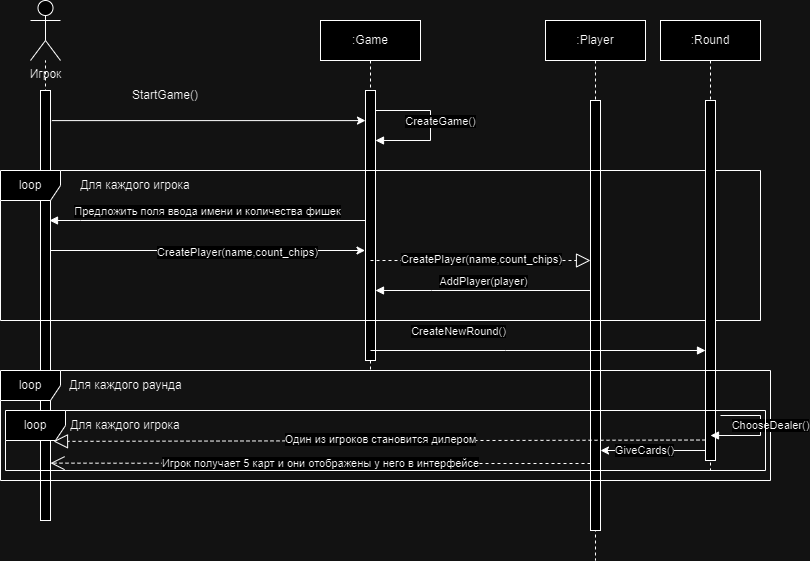 :Game
:Player
:Round
Игрок
StartGame()
CreateGame()
loop
Для каждого игрока
Предложить поля ввода имени и количества фишек
CreatePlayer(name,count_chips)
CreatePlayer(name,count_chips)
AddPlayer(player)
CreateNewRound()
loop
Для каждого раунда
loop
Для каждого игрока
ChooseDealer()
Один из игроков становится дилером
GiveCards()
Игрок получает 5 карт и они отображены у него в интерфейсе